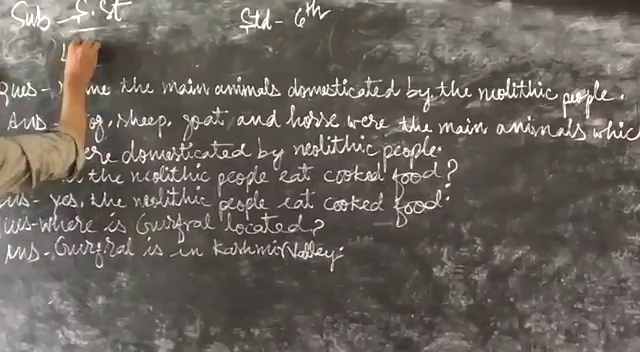 Sub S.St Std - 6th
L
Ques - the main animals domesticated by the neolithic people.
Ans - sheep, goat, and horse were the main animals which
domesticated by neolithic people.
the neolithic people eat cooked food?
Ans - yes, the neolithic people eat cooked food.
Ques - where is Gurfral located?
Ans - Gurfral is in Kashmir Valley.